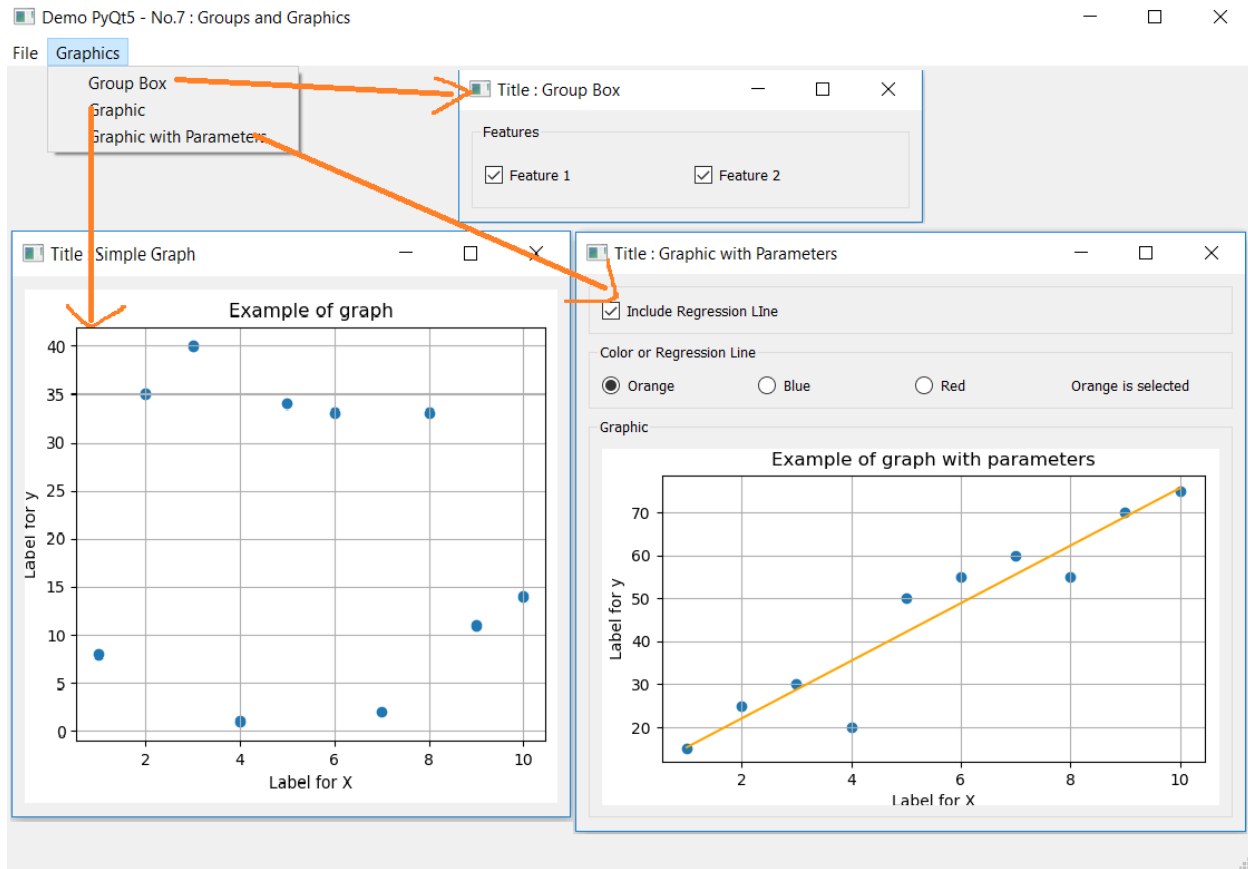 Demo PyQt5 - No.7 : Groups and Graphics
File Graphics
Group Box
Graphic
Graphic with Parameters
Title : Group Box
Features
Feature 1 Feature 2
Title : Simple Graph
Example of graph
40
35
30
25
20
15
10
5
0
Label for y
2 4 6 8 10
Label for X
Title : Graphic with Parameters
Include Regression LIne
Color or Regression Line
Orange Blue Red Orange is selected
Graphic
Example of graph with parameters
70
60
50
40
30
20
Label for y
2 4 6 8 10
Label for X